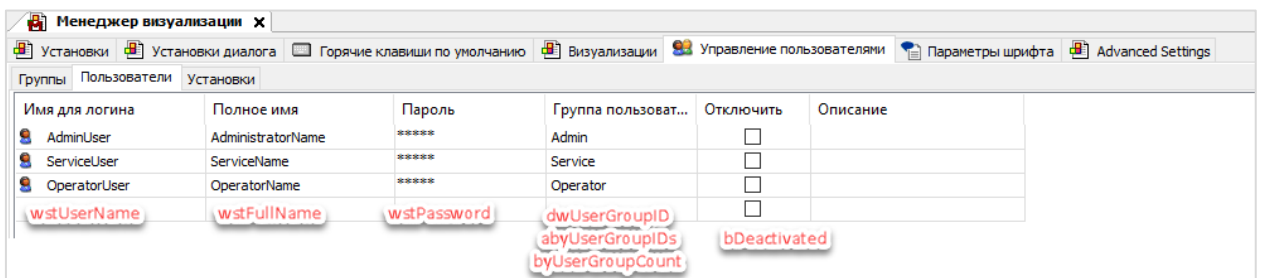 Менеджер визуализации X
Установки Установки диалога Горячие клавиши по умолчанию Визуализации Управление пользователями Параметры шрифта Advanced Settings
Группы Пользователи Установки
Имя для логина Полное имя Пароль Группа пользоват... Отключить Описание
AdminUser AdministratorName ***** Admin
ServiceUser ServiceName ***** Service
OperatorUser OperatorName ***** Operator
wstUserName wstFullName wstPassword dwUserGroupID
abyUserGroupIDs bDeactivated
byUserGroupCount